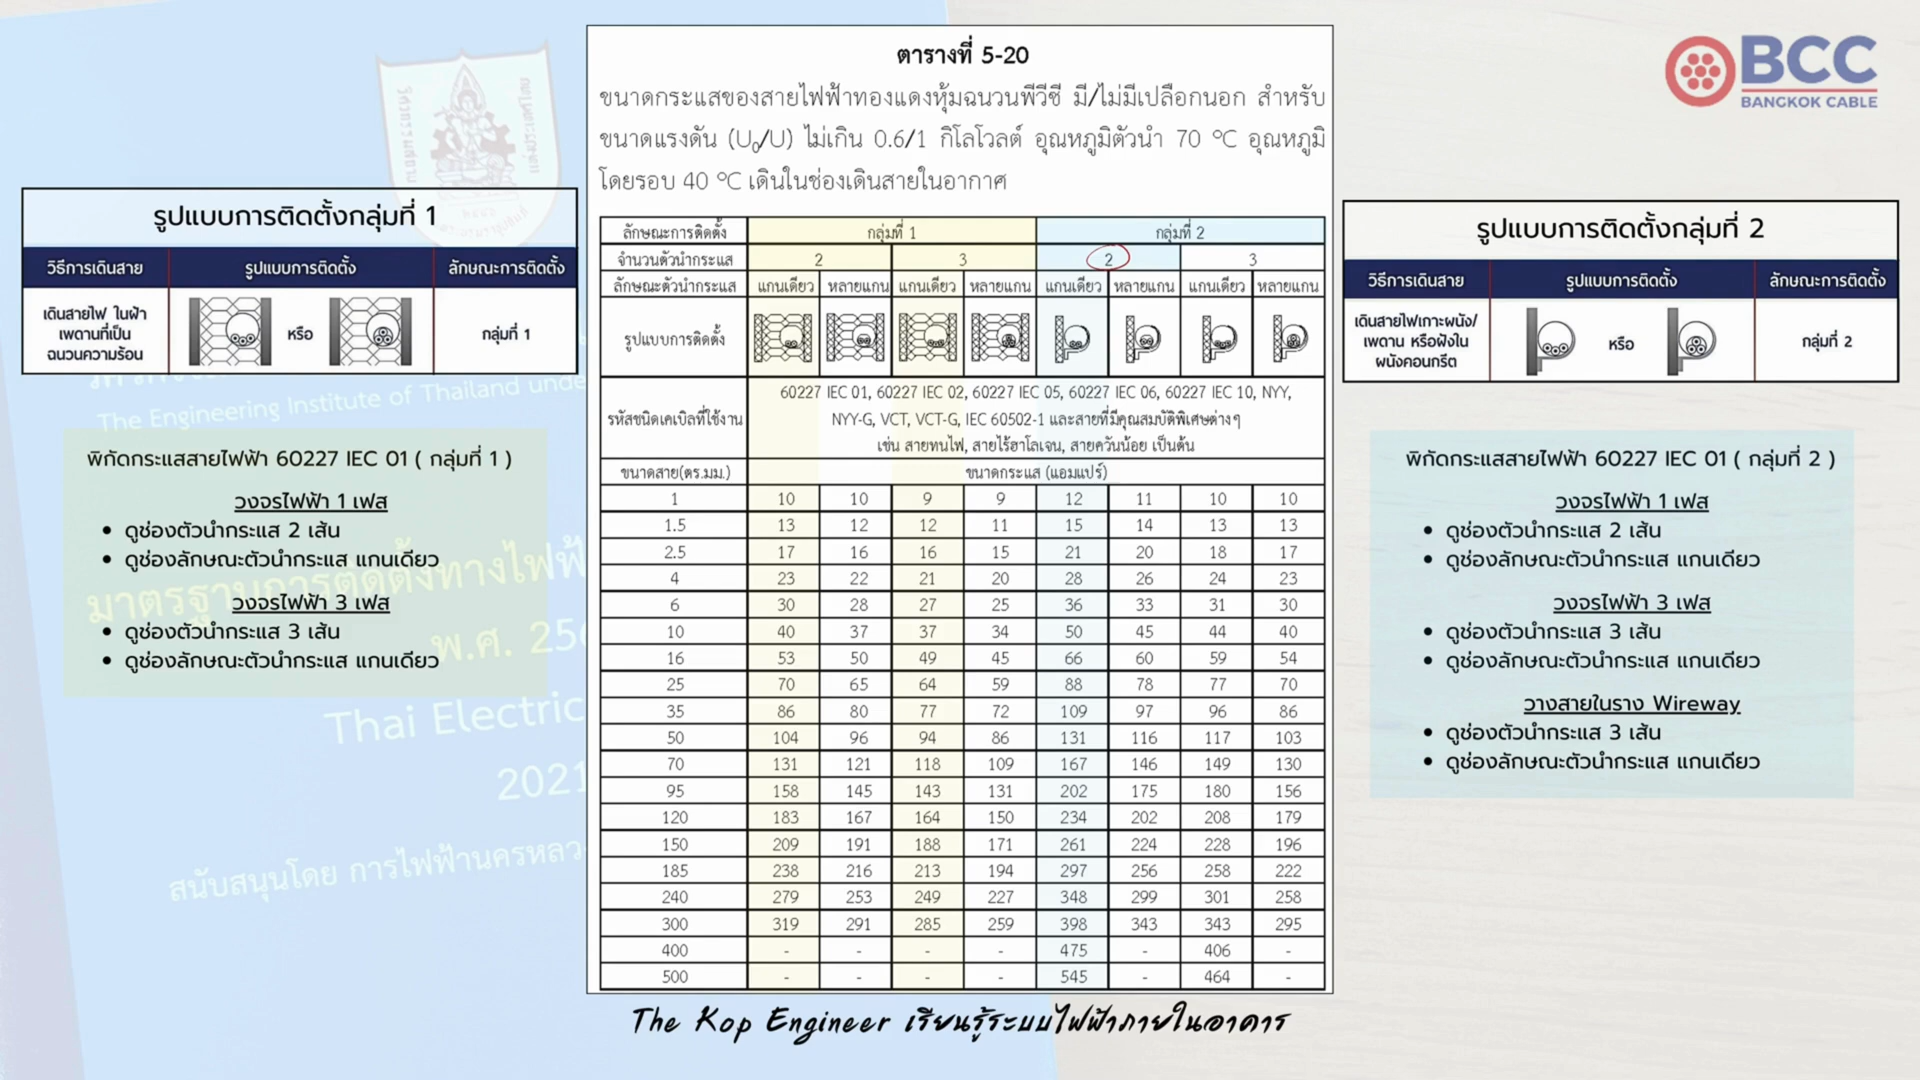 ตารางที่ 5-20
ขนาดกระแสของสายไฟฟ้าทองแดงหุ้มฉนวนพีวีซี มี/ไม่มีเปลือกนอก สำหรับ
ขนาดแรงดัน (U₀/U) ไม่เกิน 0.6/1 กิโลโวลต์ อุณหภูมิตัวนำ 70 °C อุณหภูมิ
โดยรอบ 40 °C เดินในช่องเดินสายในอากาศ
BCC
BANGKOK CABLE
รูปแบบการติดตั้งกลุ่มที่ 1
วิธีการเดินสาย รูปแบบการติดตั้ง ลักษณะการติดตั้ง
เดินสายไฟ ในฝ้า
เพดานที่เป็น หรือ กลุ่มที่ 1
ฉนวนความร้อน
The Engineering Institute of Thailand unde
พิกัดกระแสสายไฟฟ้า 60227 IEC 01 ( กลุ่มที่ 1 )
วงจรไฟฟ้า 1 เฟส
• ดูช่องตัวนำกระแส 2 เส้น
• ดูช่องลักษณะตัวนำกระแส แกนเดียว
มาตรฐานการติดตั้งทางไฟฟ้
วงจรไฟฟ้า 3 เฟส
• ดูช่องตัวนำกระแส 3 เส้น
• ดูช่องลักษณะตัวนำกระแส แกนเดียว
พ.ศ. 256
Thai Electric
2021
สนับสนุนโดย การไฟฟ้านครหลว
ลักษณะการติดตั้ง กลุ่มที่ 1 กลุ่มที่ 2
จำนวนตัวนำกระแส 2 3 2 3
ลักษณะตัวนำกระแส แกนเดียว หลายแกน แกนเดียว หลายแกน แกนเดียว หลายแกน แกนเดียว หลายแกน
รูปแบบการติดตั้ง
60227 IEC 01, 60227 IEC 02, 60227 IEC 05, 60227 IEC 06, 60227 IEC 10, NYY,
รหัสชนิดเคเบิลที่ใช้งาน NYY-G, VCT, VCT-G, IEC 60502-1 และสายที่มีคุณสมบัติพิเศษต่างๆ
เช่น สายทนไฟ, สายไร้ฮาโลเจน, สายควันน้อย เป็นต้น
ขนาดสาย(ตร.มม.) ขนาดกระแส (แอมแปร์)
1 10 10 9 9 12 11 10 10
1.5 13 12 12 11 15 14 13 13
2.5 17 16 16 15 21 20 18 17
4 23 22 21 20 28 26 24 23
6 30 28 27 25 36 33 31 30
10 40 37 37 34 50 45 44 40
16 53 50 49 45 66 60 59 54
25 70 65 64 59 88 78 77 70
35 86 80 77 72 109 97 96 86
50 104 96 94 86 131 116 117 103
70 131 121 118 109 167 146 149 130
95 158 145 143 131 202 175 180 156
120 183 167 164 150 234 202 208 179
150 209 191 188 171 261 224 228 196
185 238 216 213 194 297 256 258 222
240 279 253 249 227 348 299 301 258
300 319 291 285 259 398 343 343 295
400 - - - - 475 - 406 -
500 - - - - 545 - 464 -
รูปแบบการติดตั้งกลุ่มที่ 2
วิธีการเดินสาย รูปแบบการติดตั้ง ลักษณะการติดตั้ง
เดินสายไฟเกาะผนัง/
เพดาน หรือฝังใน หรือ กลุ่มที่ 2
ผนังคอนกรีต
พิกัดกระแสสายไฟฟ้า 60227 IEC 01 ( กลุ่มที่ 2 )
วงจรไฟฟ้า 1 เฟส
• ดูช่องตัวนำกระแส 2 เส้น
• ดูช่องลักษณะตัวนำกระแส แกนเดียว
วงจรไฟฟ้า 3 เฟส
• ดูช่องตัวนำกระแส 3 เส้น
• ดูช่องลักษณะตัวนำกระแส แกนเดียว
วางสายในราง Wireway
• ดูช่องตัวนำกระแส 3 เส้น
• ดูช่องลักษณะตัวนำกระแส แกนเดียว
The Kop Engineer เรียนรู้ระบบไฟฟ้าภายในอาคาร